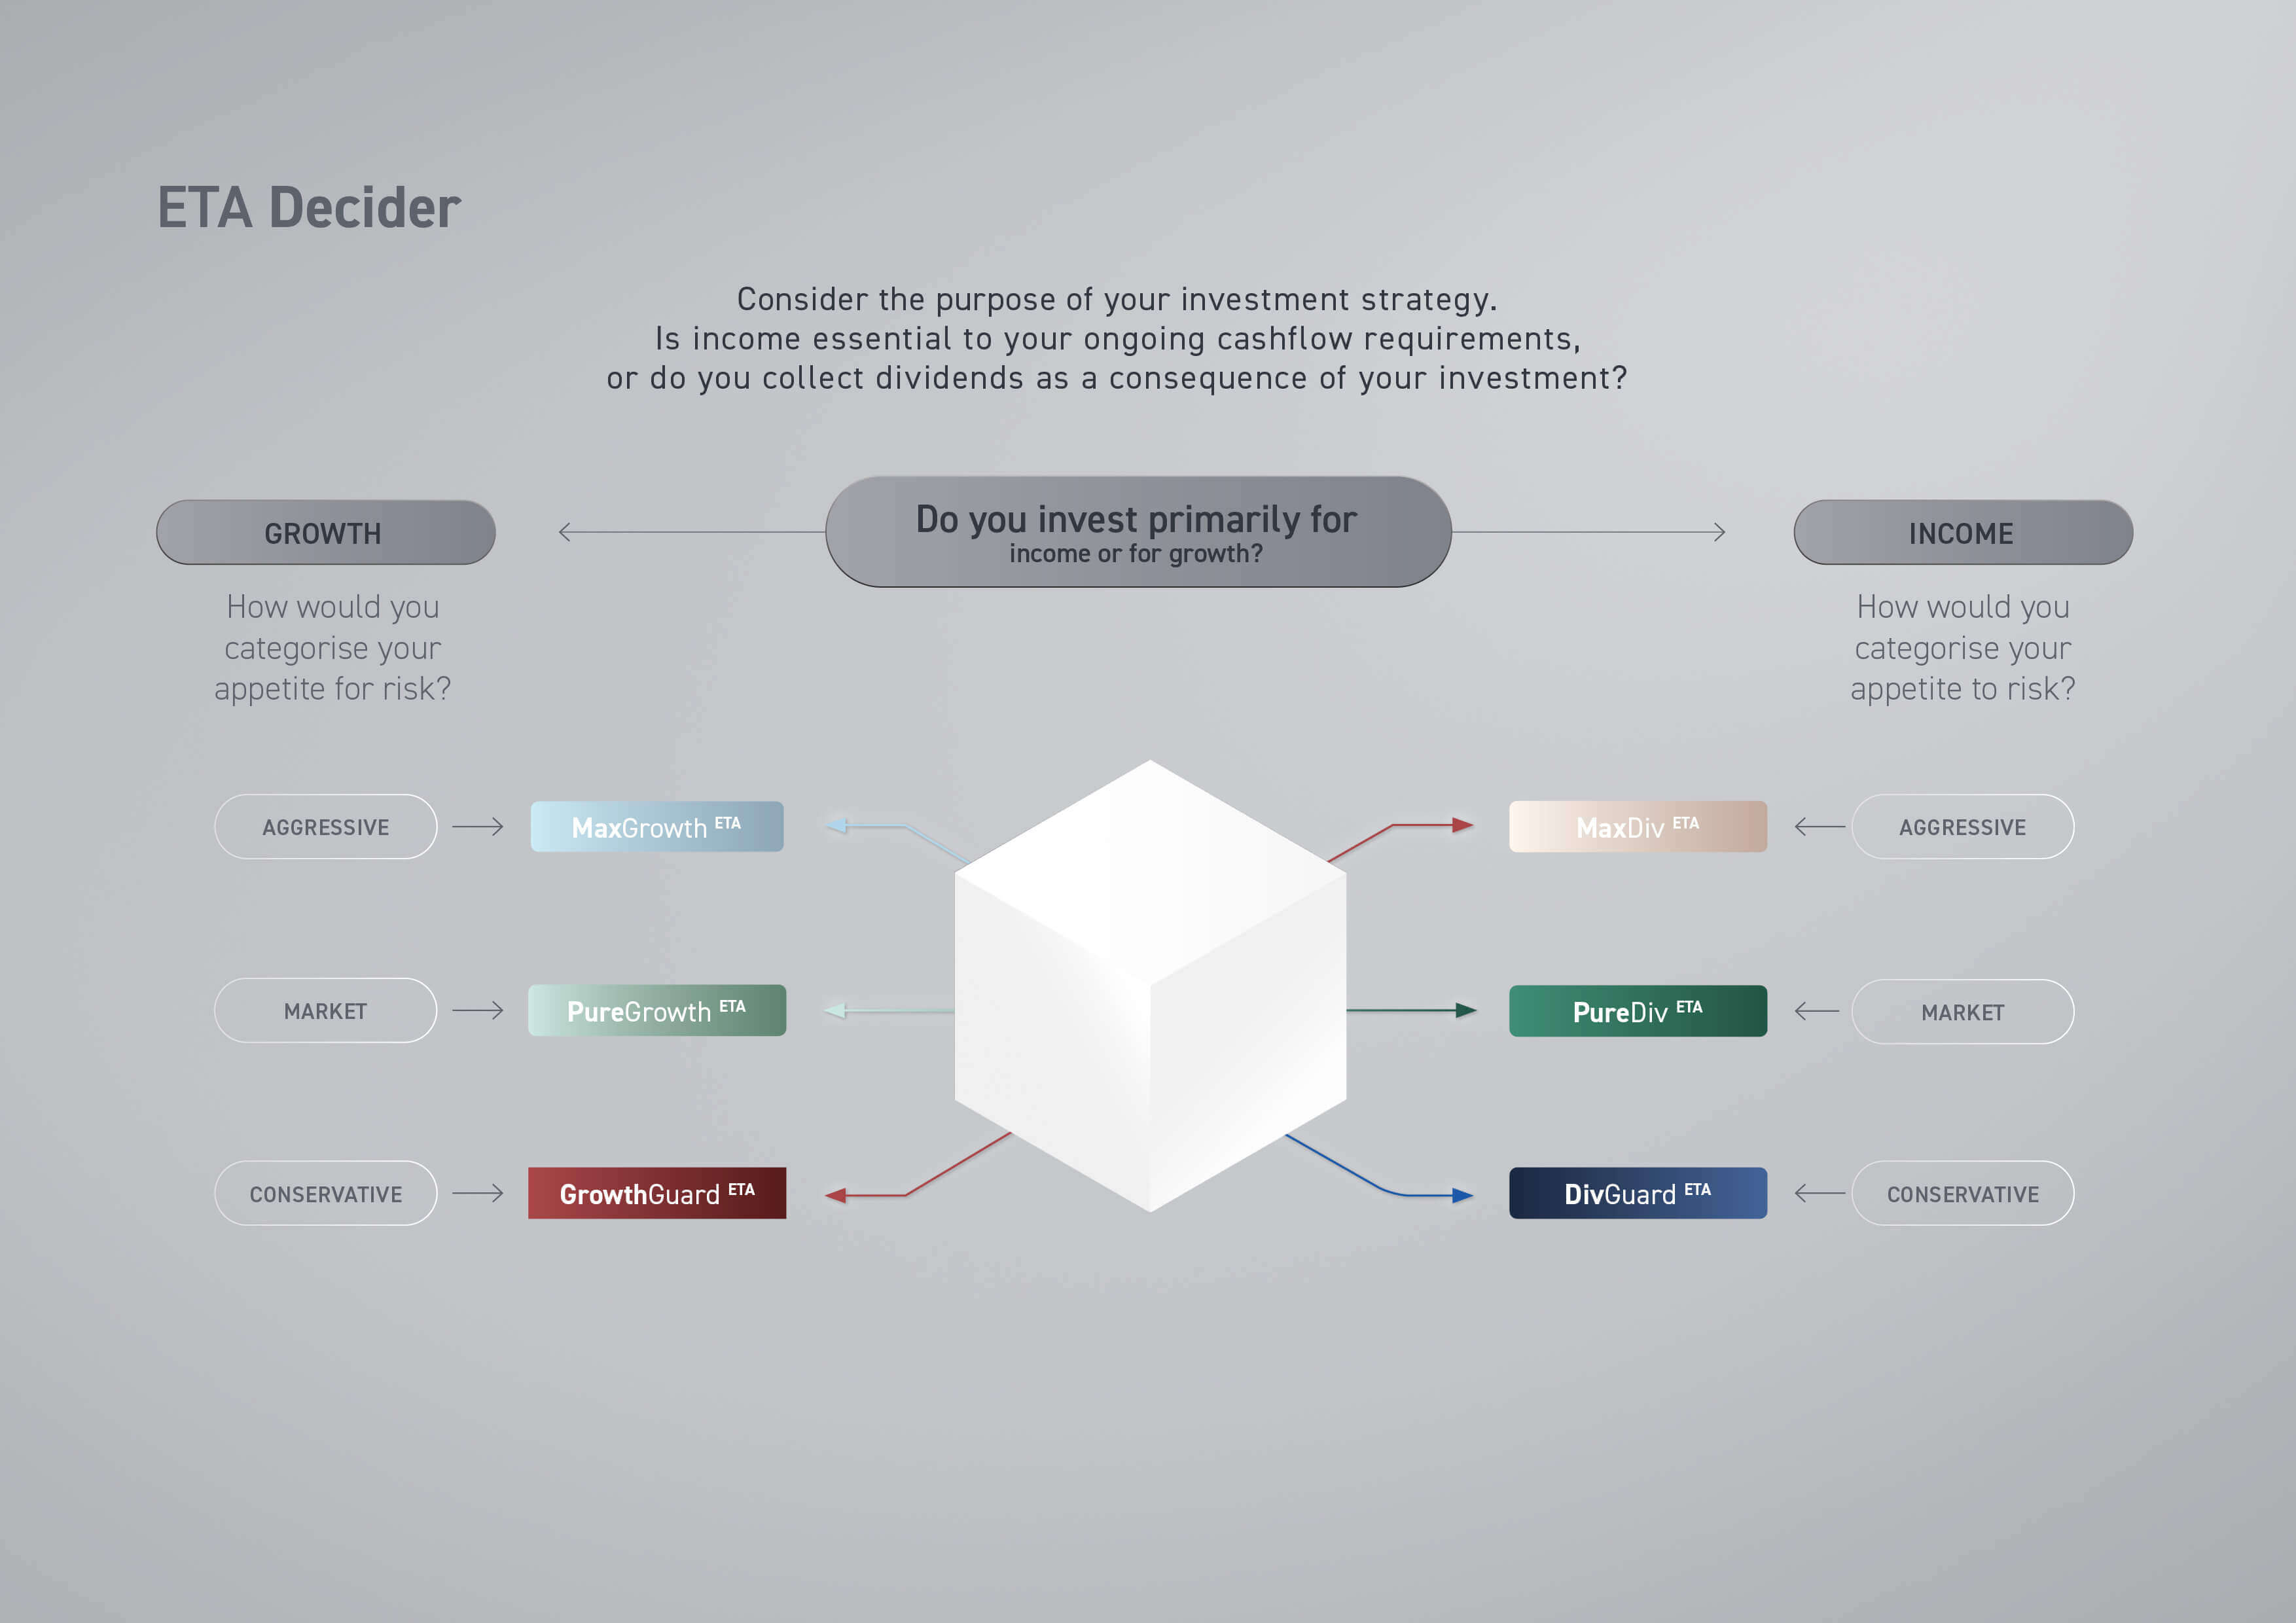 ETA Decider
Consider the purpose of your investment strategy.
Is income essential to your ongoing cashflow requirements,
or do you collect dividends as a consequence of your investment?
GROWTH
Do you invest primarily for
income or for growth?
INCOME
How would you
categorise your
appetite for risk?
How would you
categorise your
appetite to risk?
AGGRESSIVE
MaxGrowth ETA
MaxDiv ETA
AGGRESSIVE
MARKET
PureGrowth ETA
PureDiv ETA
MARKET
CONSERVATIVE
GrowthGuard ETA
DivGuard ETA
CONSERVATIVE